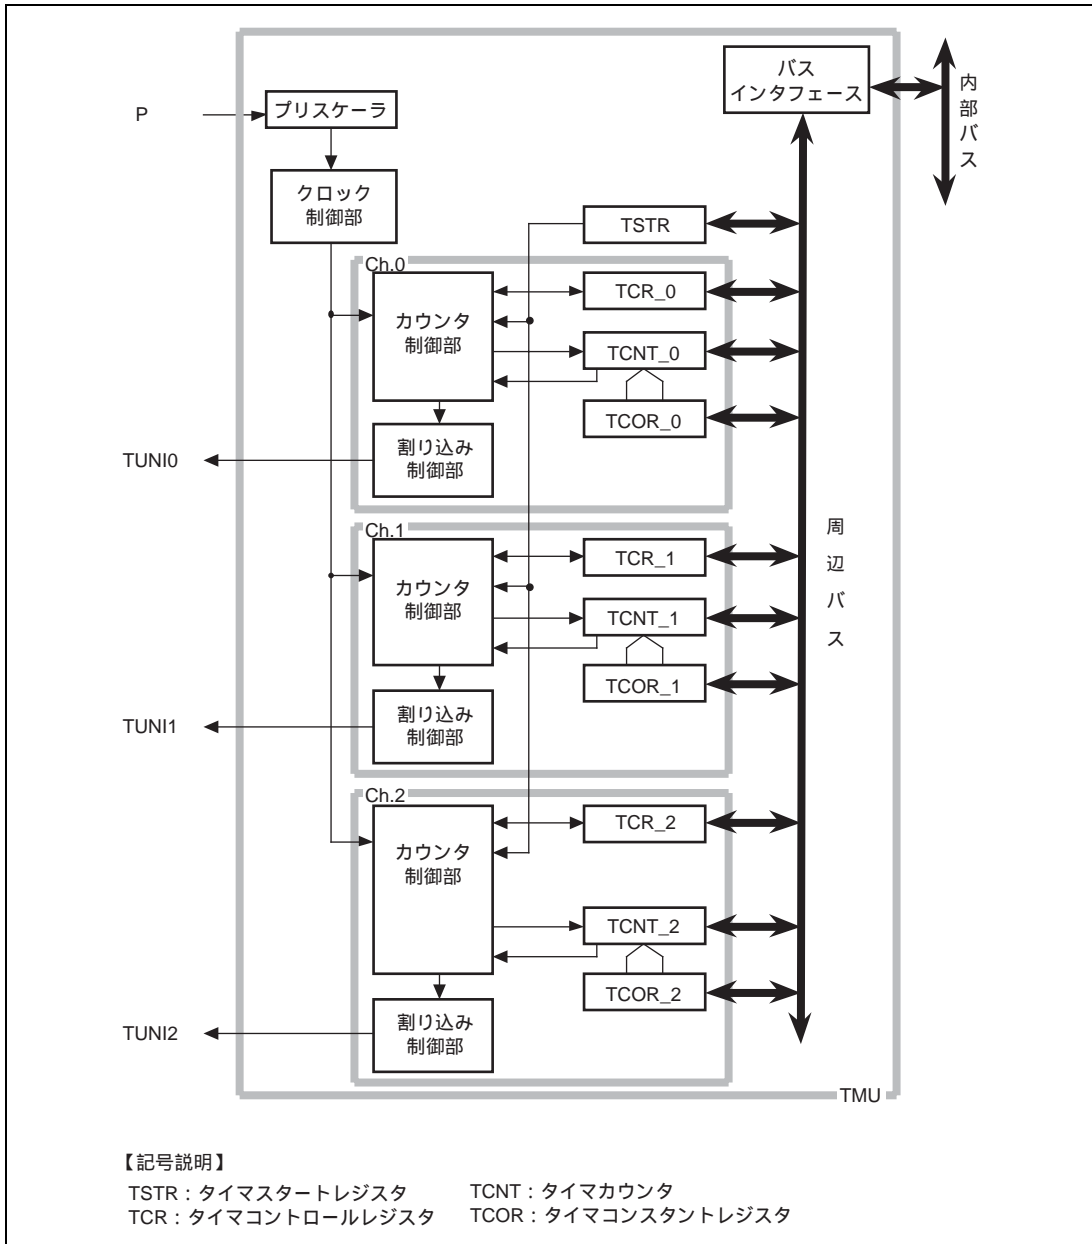 バス
インタフェース
内部バス
P
プリスケーラ
クロック
制御部
TSTR
Ch.0
カウンタ
制御部
TCR_0
TCNT_0
TCOR_0
割り込み
制御部
TUNI0
周辺バス
Ch.1
カウンタ
制御部
TCR_1
TCNT_1
TCOR_1
割り込み
制御部
TUNI1
Ch.2
カウンタ
制御部
TCR_2
TCNT_2
TCOR_2
割り込み
制御部
TUNI2
TMU
【記号説明】
TSTR：タイマスタートレジスタ
TCNT：タイマカウンタ
TCR：タイマコントロールレジスタ
TCOR：タイマコンスタントレジスタ